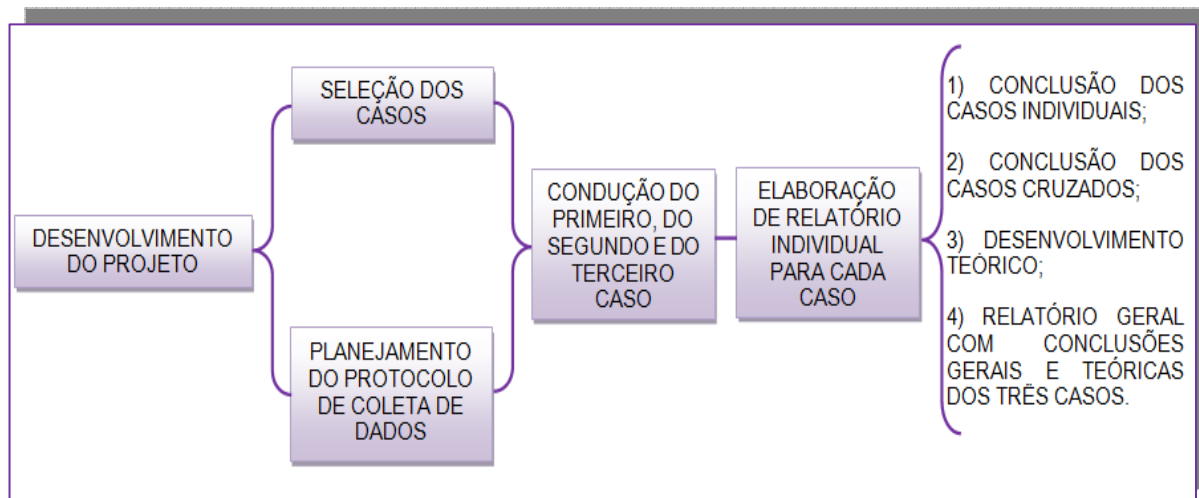 DESENVOLVIMENTO
DO PROJETO
SELEÇÃO DOS
CASOS
PLANEJAMENTO
DO PROTOCOLO
DE COLETA DE
DADOS
CONDUÇÃO DO
PRIMEIRO, DO
SEGUNDO E DO
TERCEIRO
CASO
ELABORAÇÃO
DE RELATÓRIO
INDIVIDUAL
PARA CADA
CASO
1) CONCLUSÃO DOS
CASOS INDIVIDUAIS;
2) CONCLUSÃO DOS
CASOS CRUZADOS;
3) DESENVOLVIMENTO
TEÓRICO;
4) RELATÓRIO GERAL
COM CONCLUSÕES
GERAIS E TEÓRICAS
DOS TRÊS CASOS.